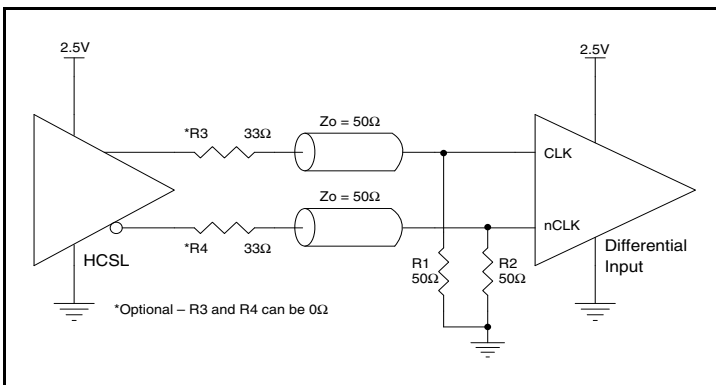 2.5V
2.5V
*R3
33Ω
Zo = 50Ω
CLK
Zo = 50Ω
nCLK
*R4
33Ω
HCSL
R1
50Ω
R2
50Ω
Differential
Input
*Optional – R3 and R4 can be 0Ω